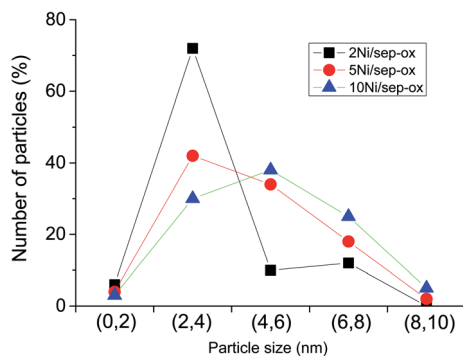 80
60
40
20
0
Number of particles (%)
2Ni/sep-ox
5Ni/sep-ox
10Ni/sep-ox
(0,2) (2,4) (4,6) (6,8) (8,10)
Particle size (nm)